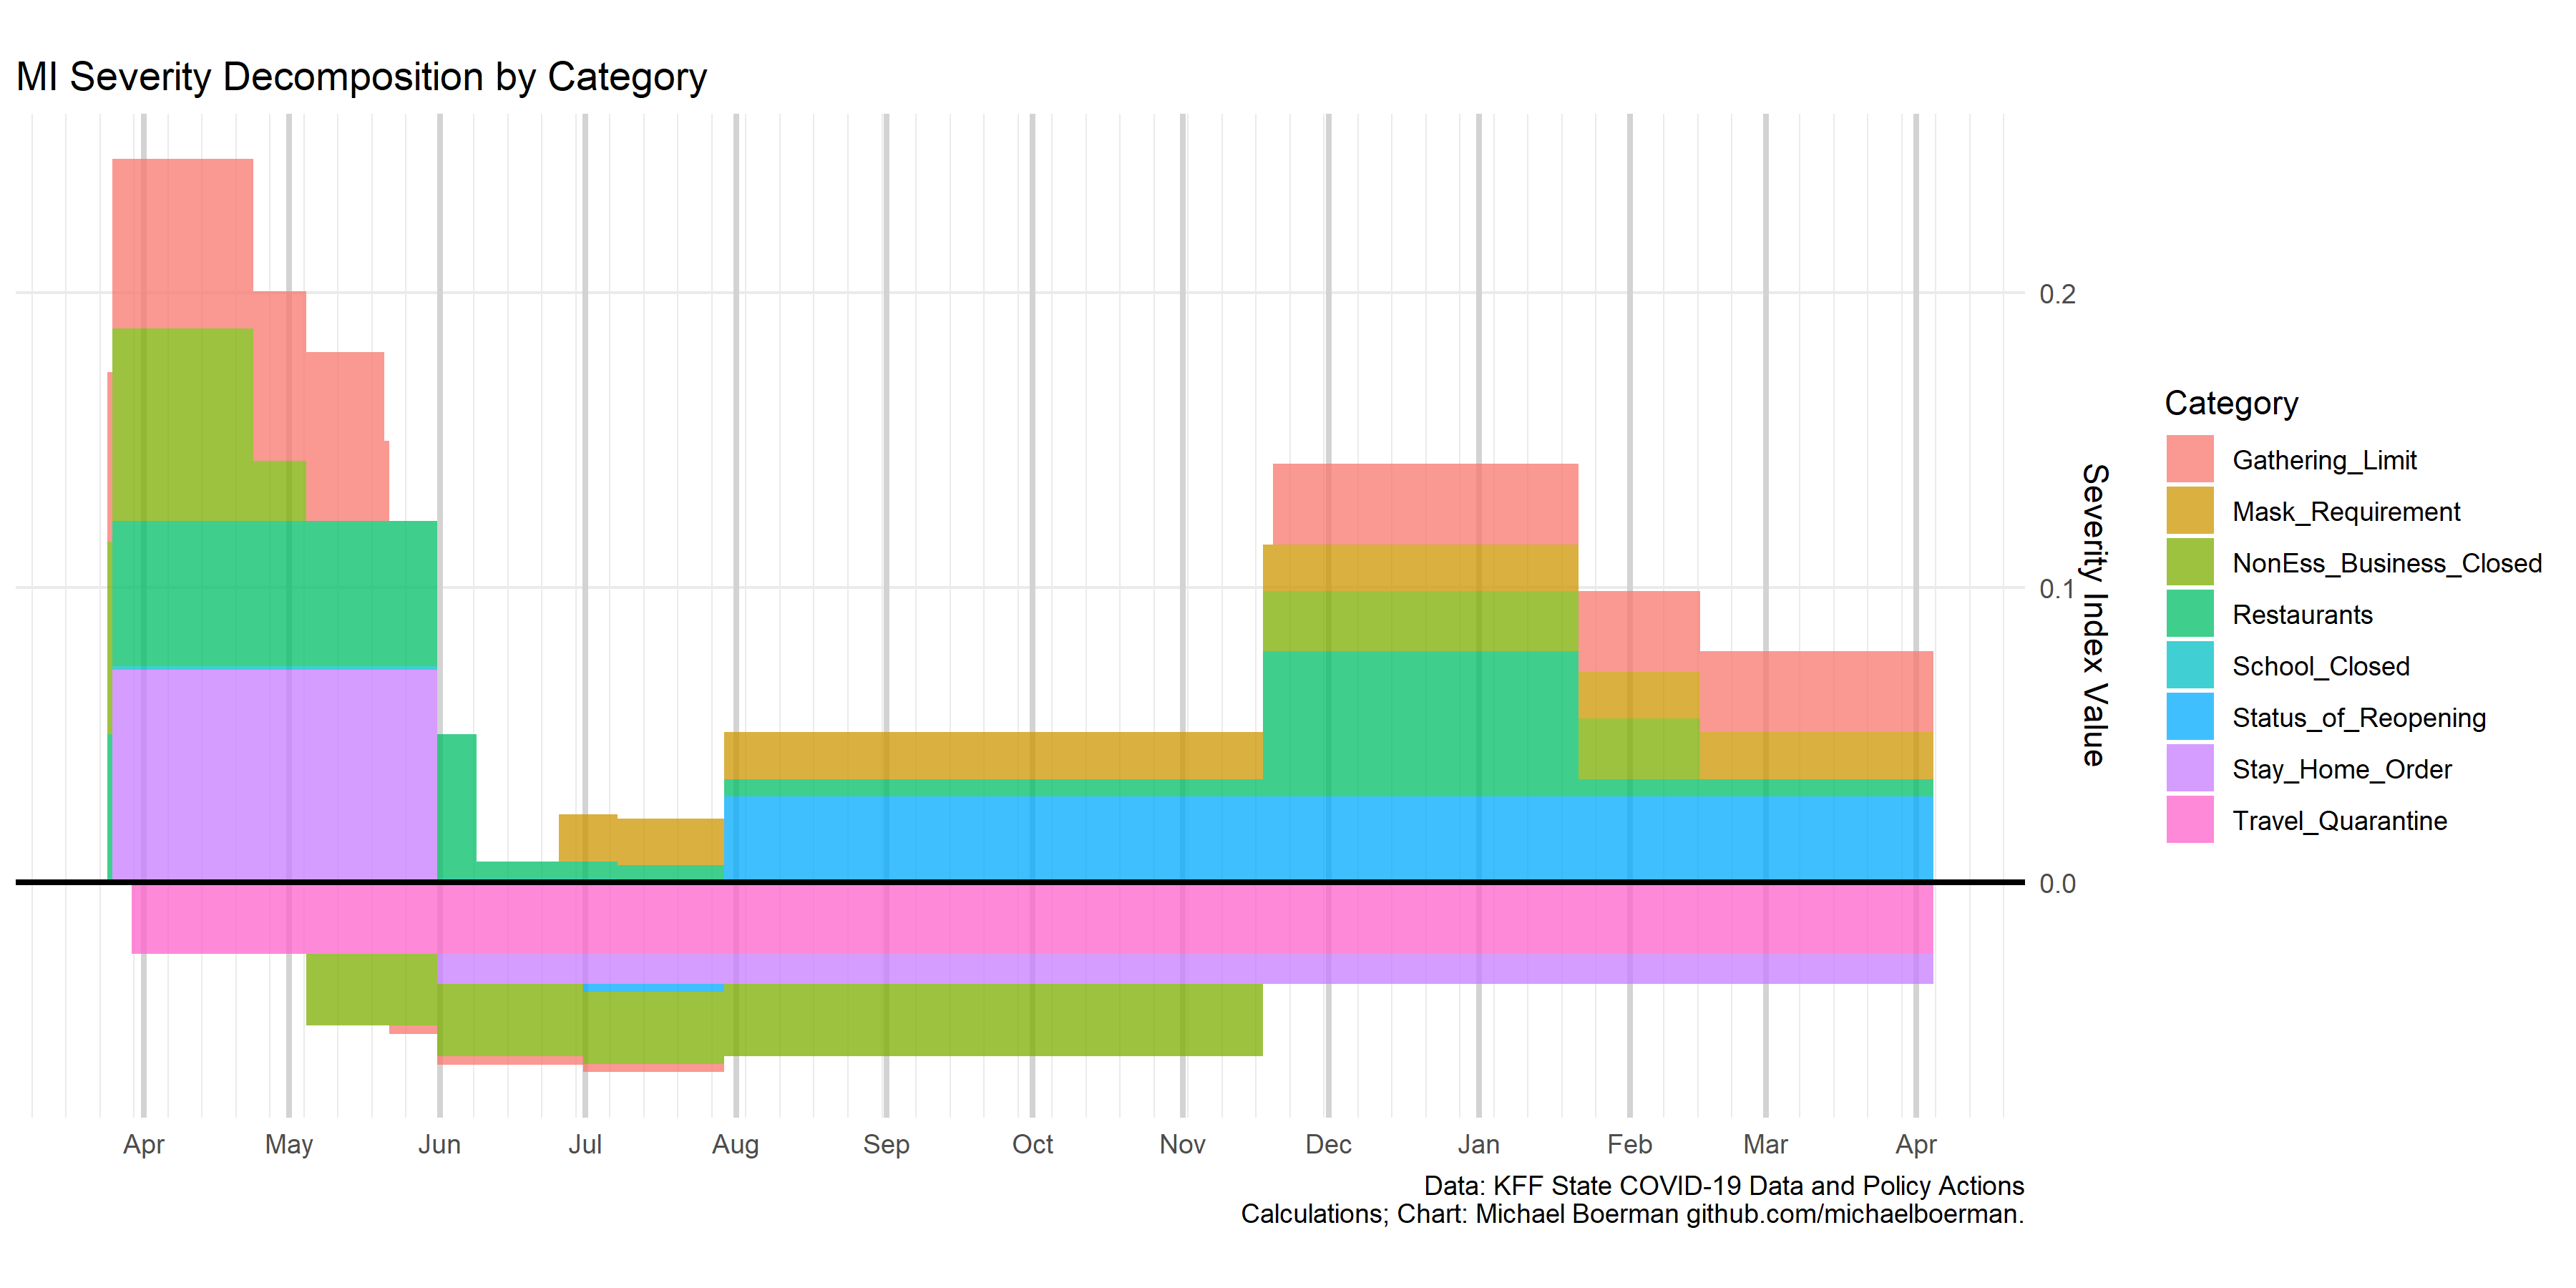 MI Severity Decomposition by Category
0.2
0.1
0.0
Severity Index Value
Apr May Jun Jul Aug Sep Oct Nov Dec Jan Feb Mar Apr
Data: KFF State COVID-19 Data and Policy Actions
Calculations; Chart: Michael Boerman github.com/michaelboerman.
Category
Gathering_Limit
Mask_Requirement
NonEss_Business_Closed
Restaurants
School_Closed
Status_of_Reopening
Stay_Home_Order
Travel_Quarantine